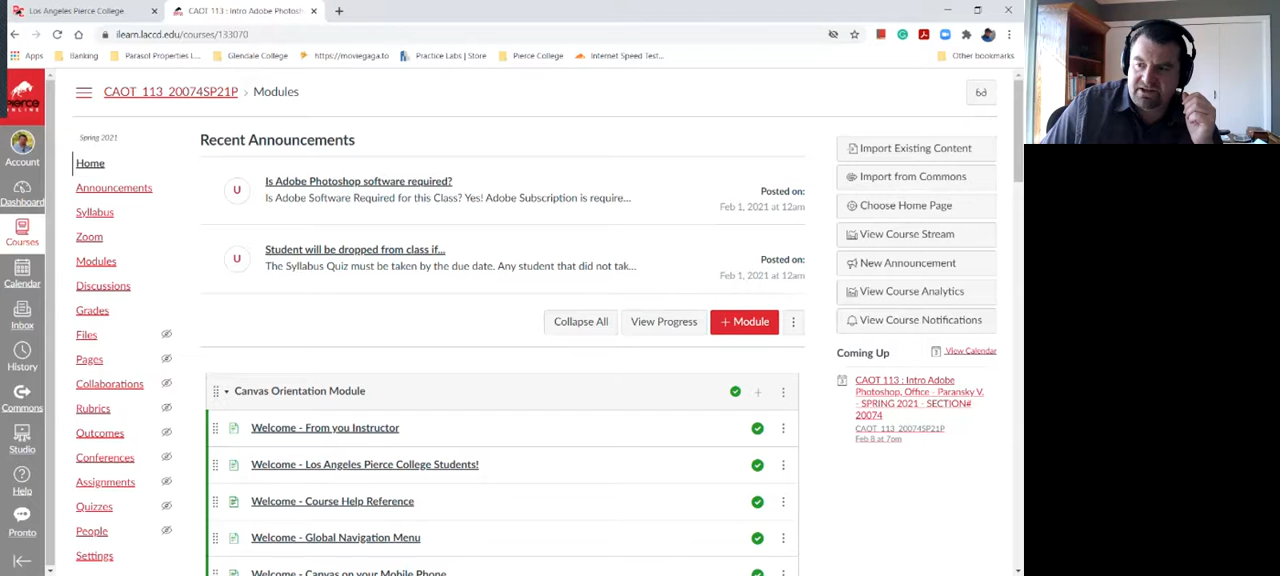 Los Angeles Pierce College
CAOT 113 : Intro Adobe Photosh
ilearn.laccd.edu/courses/133070
Apps
Banking
Parasol Properties L...
Glendale College
https://moviegaga.to
Practice Labs | Store
Pierce College
Internet Speed Test...
Other bookmarks
PIERCE
ONLINE
Account
Dashboard
Courses
Calendar
Inbox
History
Commons
Studio
Help
Pronto
CAOT_113_20074SP21P > Modules
Spring 2021
Home
Announcements
Syllabus
Zoom
Modules
Discussions
Grades
Files
Pages
Collaborations
Rubrics
Outcomes
Conferences
Assignments
Quizzes
People
Settings
Recent Announcements
U
Is Adobe Photoshop software required?
Is Adobe Software Required for this Class? Yes! Adobe Subscription is require...
Posted on:
Feb 1, 2021 at 12am
U
Student will be dropped from class if...
The Syllabus Quiz must be taken by the due date. Any student that did not tak...
Posted on:
Feb 1, 2021 at 12am
Collapse All
View Progress
+ Module
Canvas Orientation Module
Welcome - From you Instructor
Welcome - Los Angeles Pierce College Students!
Welcome - Course Help Reference
Welcome - Global Navigation Menu
Welcome - Canvas on your Mobile Phone
Import Existing Content
Import from Commons
Choose Home Page
View Course Stream
New Announcement
View Course Analytics
View Course Notifications
Coming Up
View Calendar
CAOT 113 : Intro Adobe
Photoshop, Office - Paransky V.
- SPRING 2021 - SECTION#
20074
CAOT_113_20074SP21P
Feb 8 at 7pm